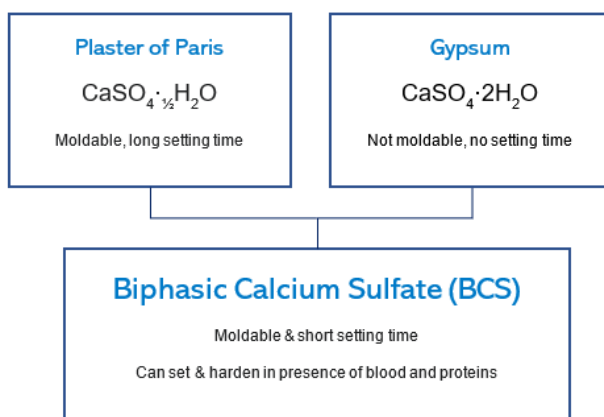 Plaster of Paris
CaSO₄·½H₂O
Moldable, long setting time
Gypsum
CaSO₄·2H₂O
Not moldable, no setting time
Biphasic Calcium Sulfate (BCS)
Moldable & short setting time
Can set & harden in presence of blood and proteins